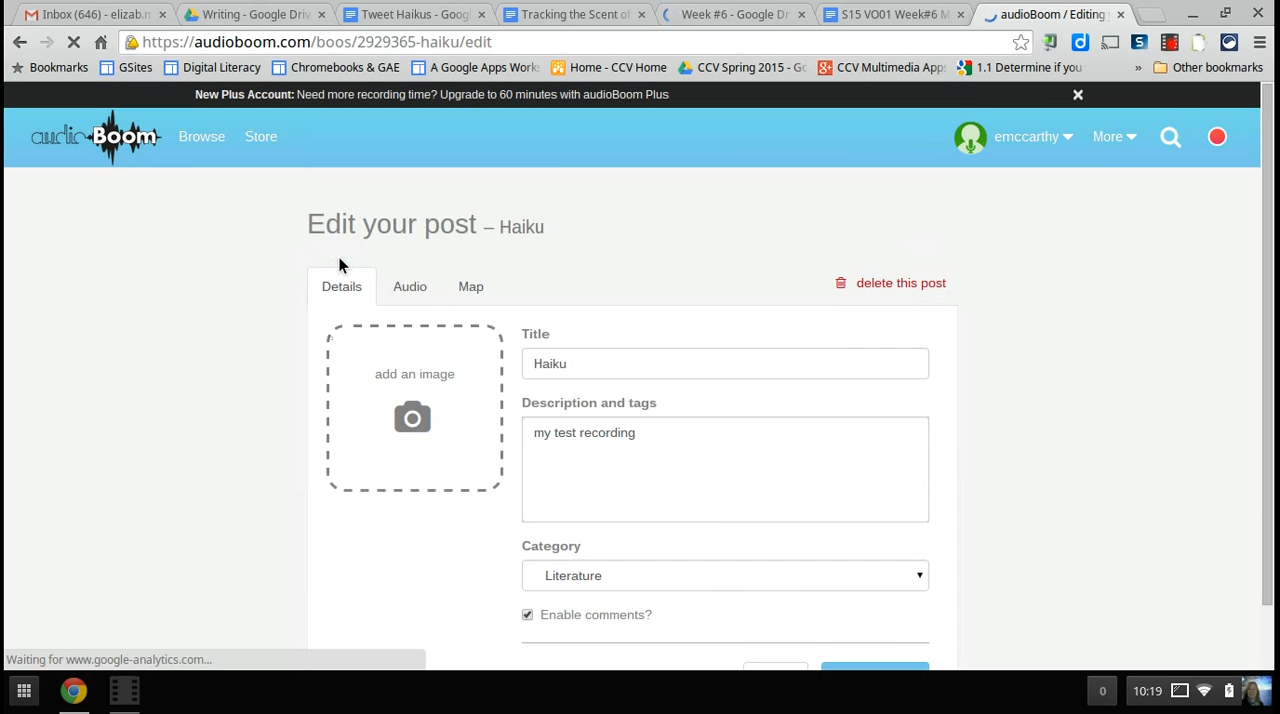 Inbox (646) - elizab.m
Writing - Google Driv
Tweet Haikus - Googl
Tracking the Scent of
Week #6 - Google D
S15 VO01 Week#6 M
audioBoom / Editing
https://audioboom.com/boos/2929365-haiku/edit
Bookmarks
GSites
Digital Literacy
Chromebooks & GAE
A Google Apps Work
Home - CCV Home
CCV Spring 2015 - Go
CCV Multimedia App
1.1 Determine if you
»
Other bookmarks
New Plus Account: Need more recording time? Upgrade to 60 minutes with audioBoom Plus
audioBoom
Browse
Store
emccarthy
More
Edit your post – Haiku
Details
Audio
Map
delete this post
add an image
Title
Haiku
Description and tags
my test recording
Category
Literature
Enable comments?
Waiting for www.google-analytics.com...
0
10:19